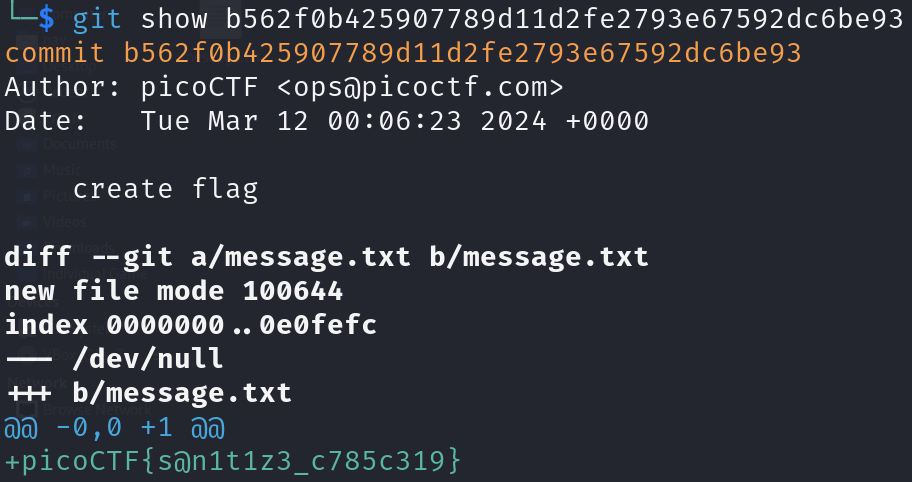 └─$ git show b562f0b425907789d11d2fe2793e67592dc6be93
commit b562f0b425907789d11d2fe2793e67592dc6be93
Author: picoCTF <ops@picoctf.com>
Date:   Tue Mar 12 00:06:23 2024 +0000

    create flag

diff --git a/message.txt b/message.txt
new file mode 100644
index 0000000..0e0fefc
--- /dev/null
+++ b/message.txt
@@ -0,0 +1 @@
+picoCTF{s@n1t1z3_c785c319}